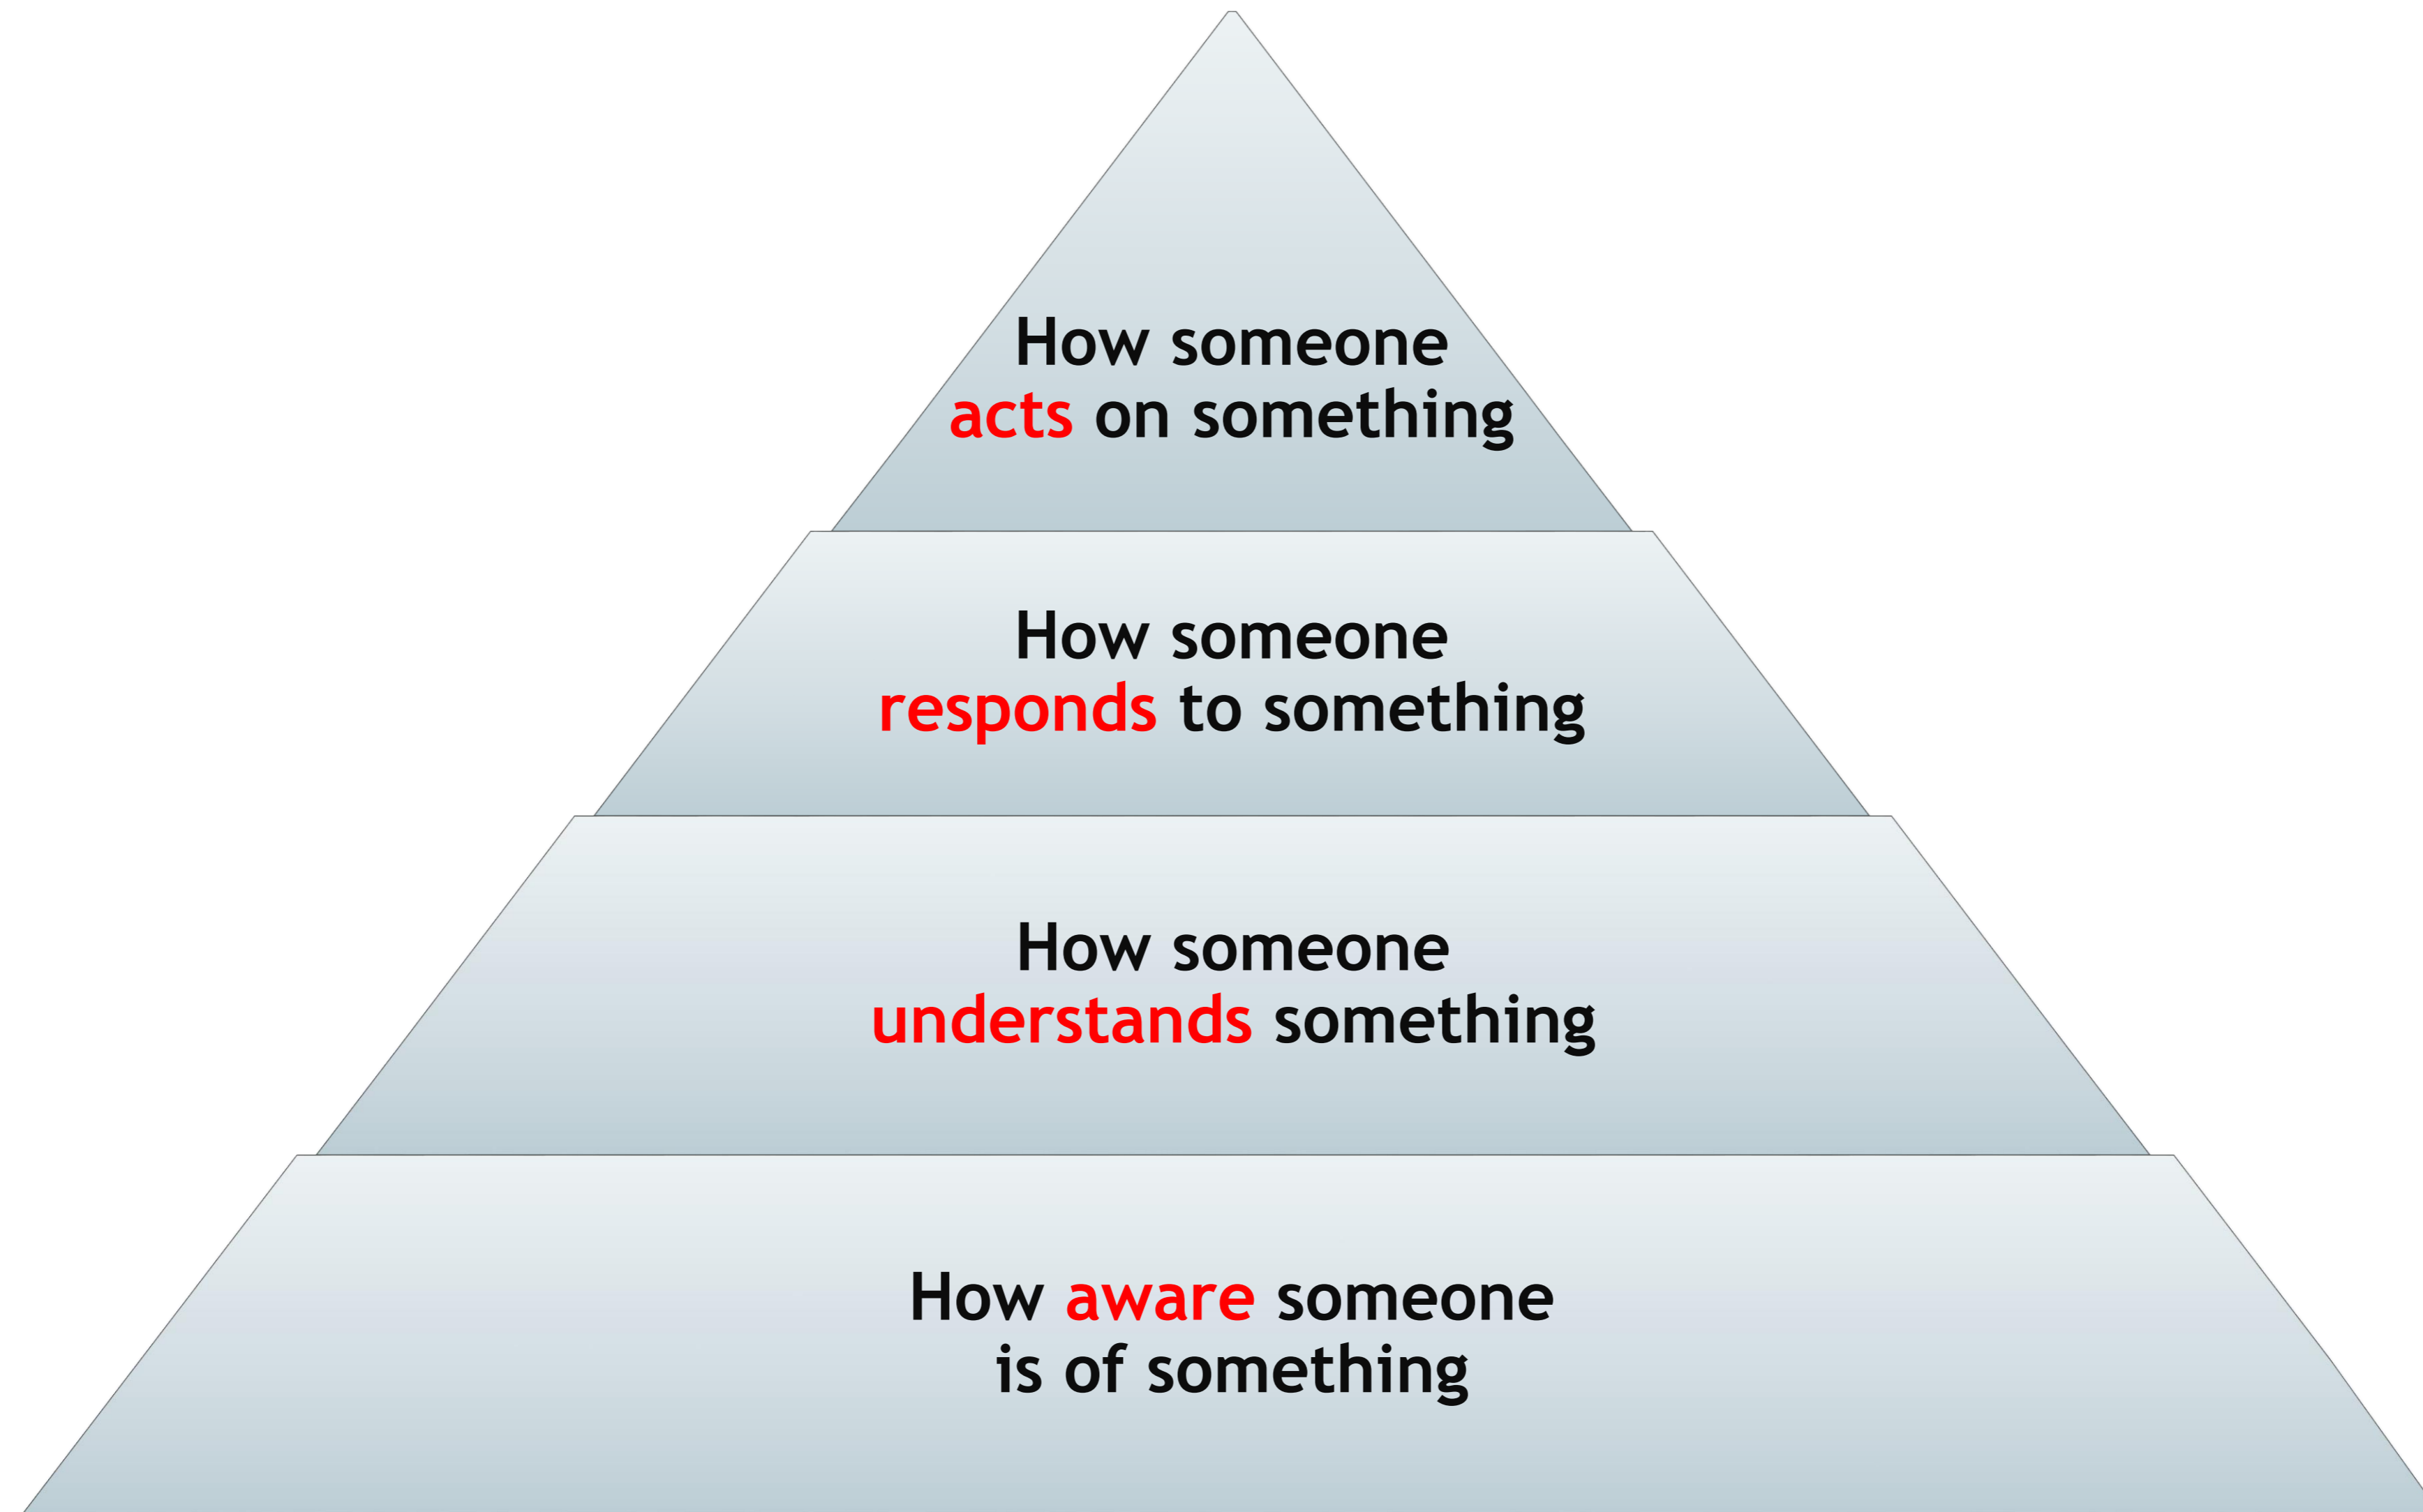 How someone
acts on something
How someone
responds to something
How someone
understands something
How aware someone
is of something